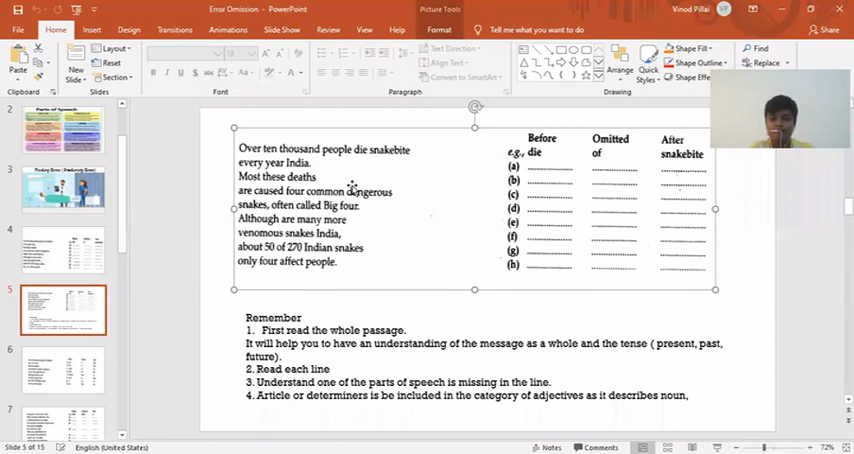 Error Omission - PowerPoint
Picture Tools
Vinod Pillai
VP
File
Home
Insert
Draw
Design
Transitions
Animations
Slide Show
Review
View
Help
Format
Tell me what you want to do
Share
Paste
New
Slide
Layout
Reset
Section
18
B I U S
Text Direction
Align Text
Convert to SmartArt
Arrange
Quick
Styles
Shape Fill
Shape Outline
Shape Effe
Find
Replace
Clipboard
Slides
Font
Paragraph
Drawing
2
Parts of Speech
3
4
5
6
7
Over ten thousand people die snakebite
every year India.
Most these deaths
are caused four common dangerous
snakes, often called Big four.
Although are many more
venomous snakes India,
about 50 of 270 Indian snakes
only four affect people.
Before Omitted After
e.g., die of snakebite
(a)
(b)
(c)
(d)
(e)
(f)
(g)
(h)
Remember
1. First read the whole passage.
It will help you to have an understanding of the message as a whole and the tense ( present, past,
future).
2. Read each line
3. Understand one of the parts of speech is missing in the line.
4. Article or determiners is be included in the category of adjectives as it describes noun,
Slide 5 of 15
English (United States)
Notes
Comments
72%